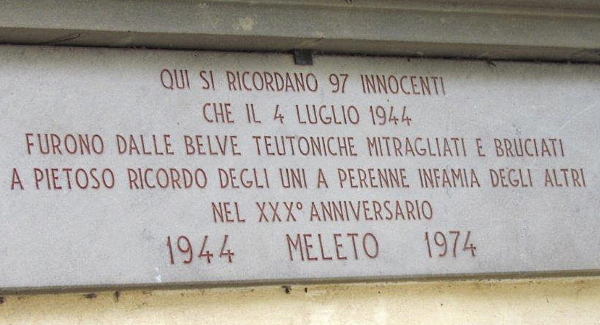 QUI SI RICORDANO 97 INNOCENTI
CHE IL 4 LUGLIO 1944
FURONO DALLE BELVE TEUTONICHE MITRAGLIATI E BRUCIATI
A PIETOSO RICORDO DEGLI UNI A PERENNE INFAMIA DEGLI ALTRI
NEL XXX° ANNIVERSARIO
1944 MELETO 1974